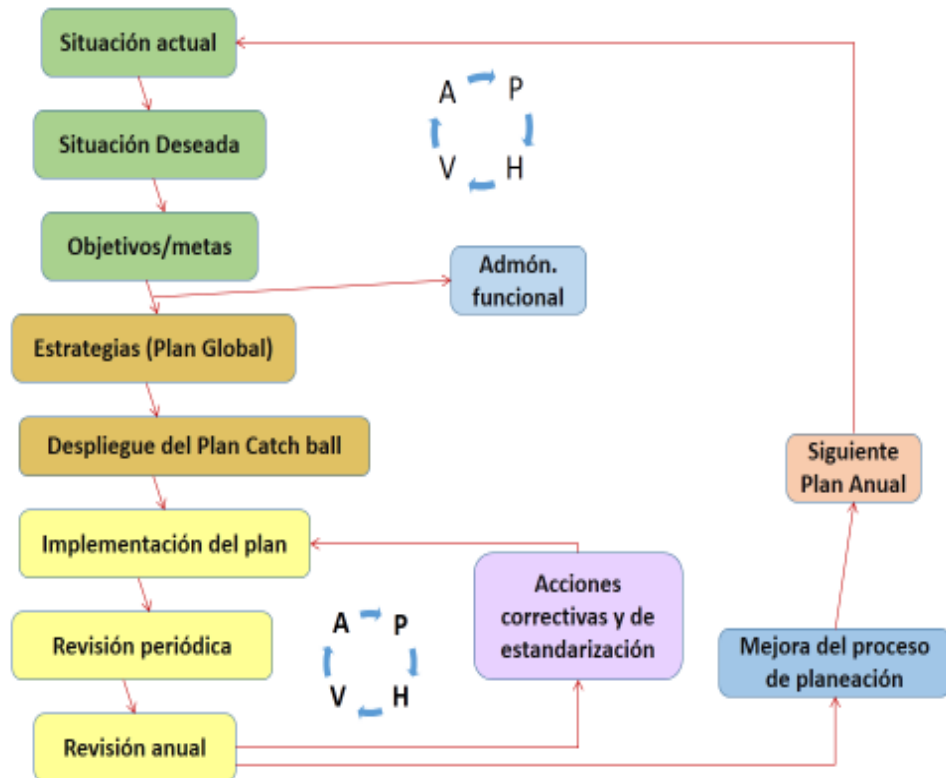 Situación actual
A P
V H
Situación Deseada
Objetivos/metas
Admón.
funcional
Estrategias (Plan Global)
Despliegue del Plan Catch ball
Siguiente
Plan Anual
Implementación del plan
Acciones
correctivas y de
estandarización
A P
V H
Revisión periódica
Mejora del proceso
de planeación
Revisión anual